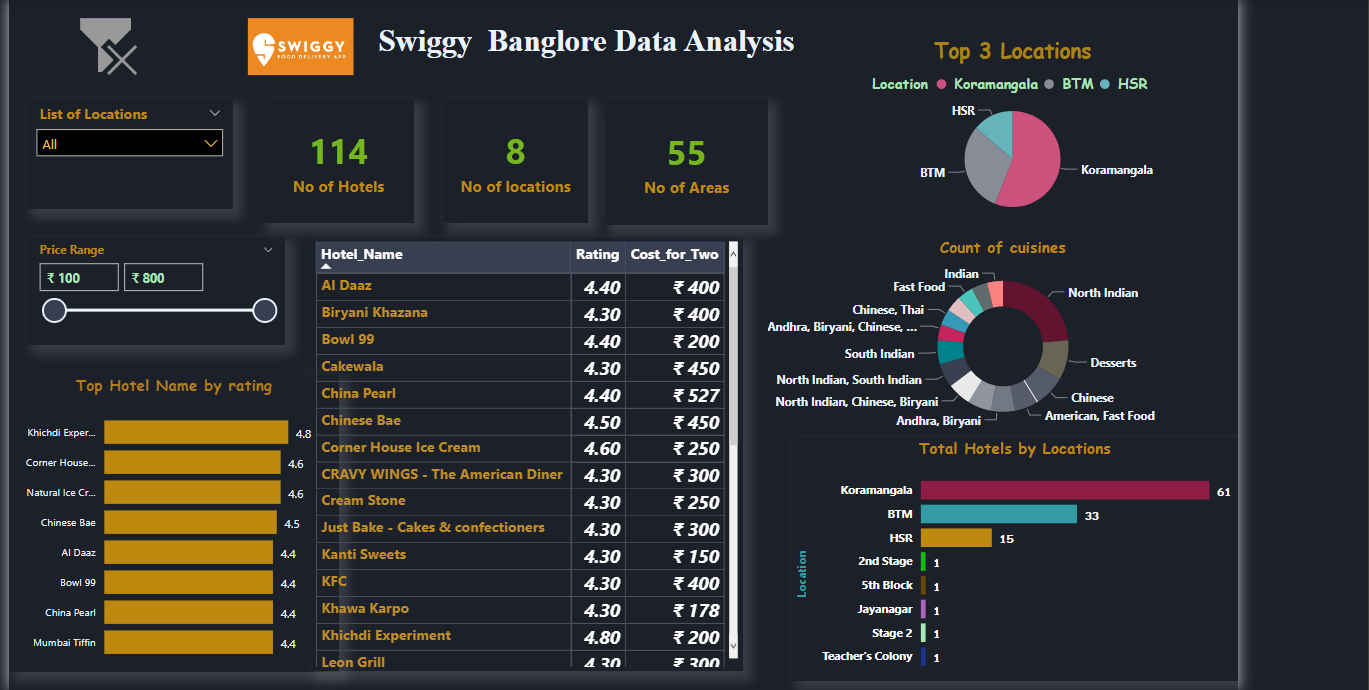 SWIGGY
FOOD DELIVERY APP
Swiggy Banglore Data Analysis
List of Locations
All
114
No of Hotels
8
No of locations
55
No of Areas
Top 3 Locations
Location Koramangala BTM HSR
HSR
BTM
Koramangala
Price Range
₹ 100 ₹ 800
Hotel_Name Rating Cost_for_Two
Al Daaz 4.40 ₹ 400
Biryani Khazana 4.30 ₹ 400
Bowl 99 4.40 ₹ 200
Cakewala 4.30 ₹ 450
China Pearl 4.40 ₹ 527
Chinese Bae 4.50 ₹ 450
Corner House Ice Cream 4.60 ₹ 250
CRAVY WINGS - The American Diner 4.30 ₹ 300
Cream Stone 4.30 ₹ 250
Just Bake - Cakes & confectioners 4.30 ₹ 300
Kanti Sweets 4.30 ₹ 150
KFC 4.30 ₹ 400
Khawa Karpo 4.30 ₹ 178
Khichdi Experiment 4.80 ₹ 200
Leon Grill 4.30 ₹ 300
Count of cuisines
Indian
Fast Food
Chinese, Thai
Andhra, Biryani, Chinese, ...
South Indian
North Indian, South Indian
North Indian, Chinese, Biryani
Andhra, Biryani
North Indian
Desserts
Chinese
American, Fast Food
Top Hotel Name by rating
Khichdi Exper... 4.8
Corner House... 4.6
Natural Ice Cr... 4.6
Chinese Bae 4.5
Al Daaz 4.4
Bowl 99 4.4
China Pearl 4.4
Mumbai Tiffin 4.4
Total Hotels by Locations
Location
Koramangala 61
BTM 33
HSR 15
2nd Stage 1
5th Block 1
Jayanagar 1
Stage 2 1
Teacher's Colony 1